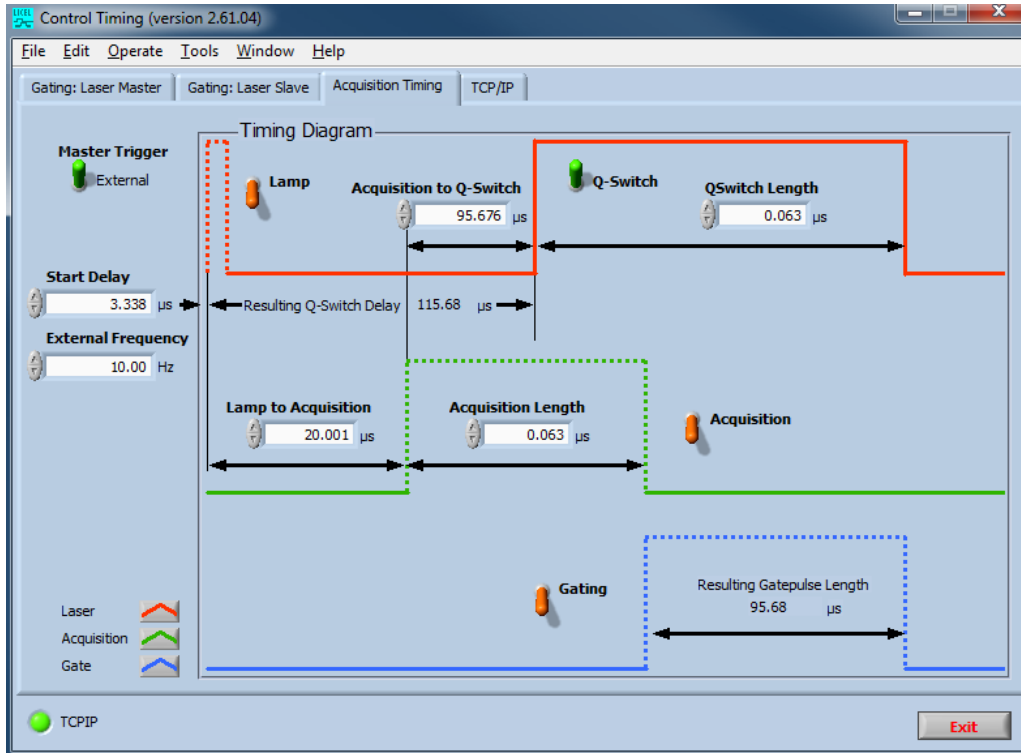 LICEL
Control Timing (version 2.61.04)
X
File Edit Operate Tools Window Help
Gating: Laser Master
Gating: Laser Slave
Acquisition Timing
TCP/IP
Timing Diagram
Master Trigger
External
Lamp
Acquisition to Q-Switch
95.676 µs
Q-Switch
QSwitch Length
0.063 µs
Start Delay
3.338 µs
Resulting Q-Switch Delay 115.68 µs
External Frequency
10.00 Hz
Lamp to Acquisition
20.001 µs
Acquisition Length
0.063 µs
Acquisition
Gating
Resulting Gatepulse Length
95.68 µs
Laser
Acquisition
Gate
TCPIP
Exit